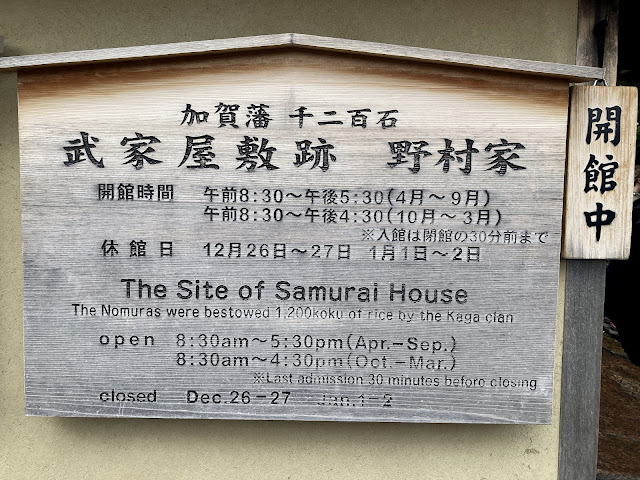 加賀藩 千二百石
武家屋敷跡 野村家
開館時間 午前8:30～午後5:30(4月～9月)
午前8:30～午後4:30(10月～3月)
※入館は閉館の30分前まで
休館日 12月26日～27日 1月1日～2日
The Site of Samurai House
The Nomuras were bestowed 1,200koku of rice by the Kaga clan
open 8:30am～5:30pm(Apr.–Sep.)
8:30am～4:30pm(Oct.–Mar.)
※Last admission 30 minutes before closing
closed Dec.26–27 Jan.1–2
開館中